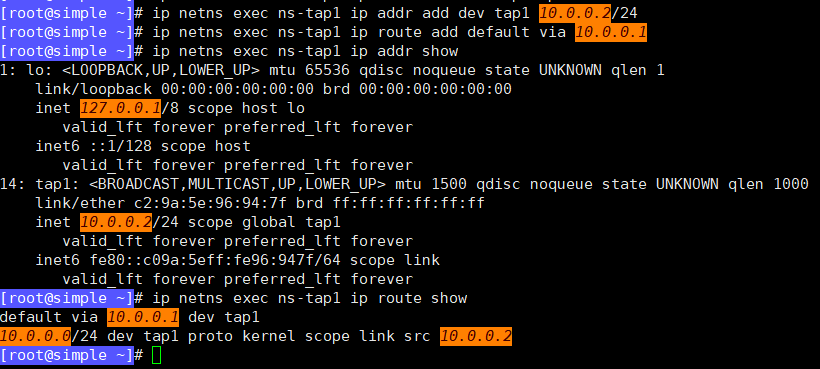 [root@simple ~]# ip netns exec ns-tap1 ip addr add dev tap1 10.0.0.2/24
[root@simple ~]# ip netns exec ns-tap1 ip route add default via 10.0.0.1
[root@simple ~]# ip netns exec ns-tap1 ip addr show
1: lo: <LOOPBACK,UP,LOWER_UP> mtu 65536 qdisc noqueue state UNKNOWN qlen 1
    link/loopback 00:00:00:00:00:00 brd 00:00:00:00:00:00
    inet 127.0.0.1/8 scope host lo
       valid_lft forever preferred_lft forever
    inet6 ::1/128 scope host
       valid_lft forever preferred_lft forever
14: tap1: <BROADCAST,MULTICAST,UP,LOWER_UP> mtu 1500 qdisc noqueue state UNKNOWN qlen 1000
    link/ether c2:9a:5e:96:94:7f brd ff:ff:ff:ff:ff:ff
    inet 10.0.0.2/24 scope global tap1
       valid_lft forever preferred_lft forever
    inet6 fe80::c09a:5eff:fe96:947f/64 scope link
       valid_lft forever preferred_lft forever
[root@simple ~]# ip netns exec ns-tap1 ip route show
default via 10.0.0.1 dev tap1
10.0.0.0/24 dev tap1 proto kernel scope link src 10.0.0.2
[root@simple ~]#